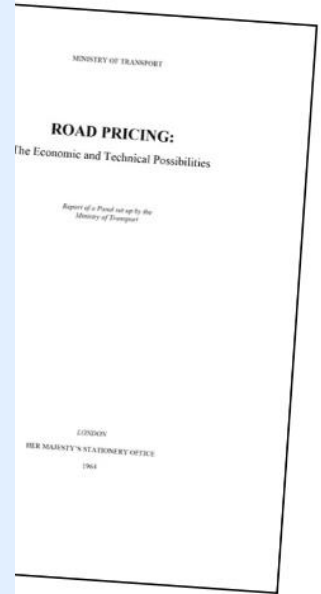 MINISTRY OF TRANSPORT
ROAD PRICING:
The Economic and Technical Possibilities
Report of a Panel set up by the
Ministry of Transport
LONDON
HER MAJESTY'S STATIONERY OFFICE
1964